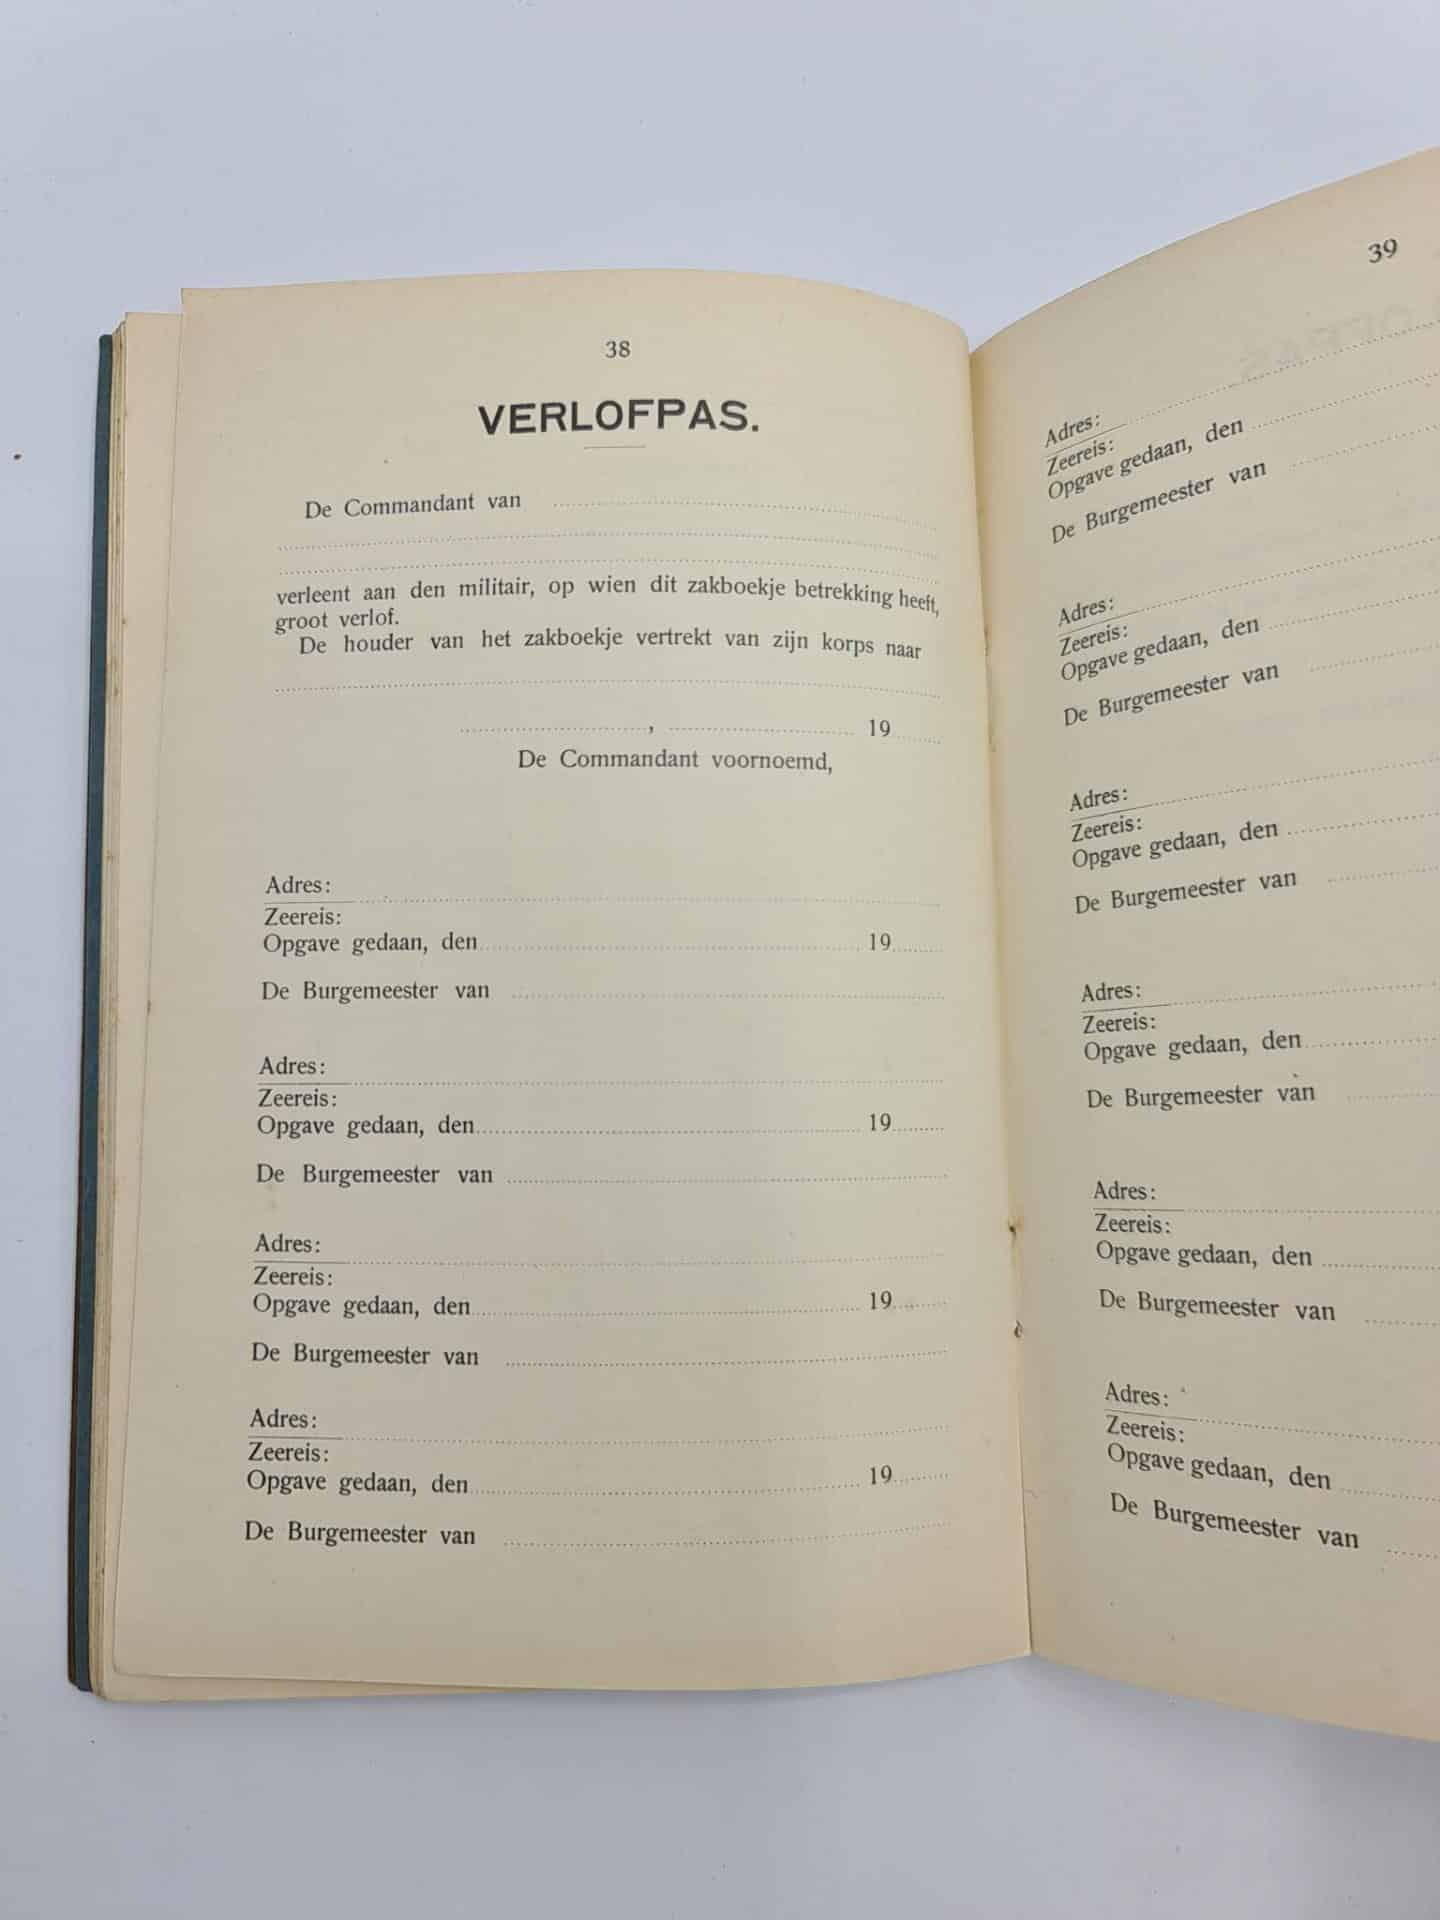 38
VERLOFPAS.
De Commandant van
verleent aan den militair, op wien dit zakboekje betrekking heeft,
groot verlof.
De houder van het zakboekje vertrekt van zijn korps naar
, 19
De Commandant voornoemd,
Adres:
Zeereis:
Opgave gedaan, den 19
De Burgemeester van
Adres:
Zeereis:
Opgave gedaan, den 19
De Burgemeester van
Adres:
Zeereis:
Opgave gedaan, den 19
De Burgemeester van
Adres:
Zeereis:
Opgave gedaan, den 19
De Burgemeester van
39
Adres:
Zeereis:
Opgave gedaan, den
De Burgemeester van
Adres:
Zeereis:
Opgave gedaan, den
De Burgemeester van
Adres:
Zeereis:
Opgave gedaan, den
De Burgemeester van
Adres:
Zeereis:
Opgave gedaan, den
De Burgemeester van
Adres:
Zeereis:
Opgave gedaan, den
De Burgemeester van
Adres:
Zeereis:
Opgave gedaan, den
De Burgemeester van